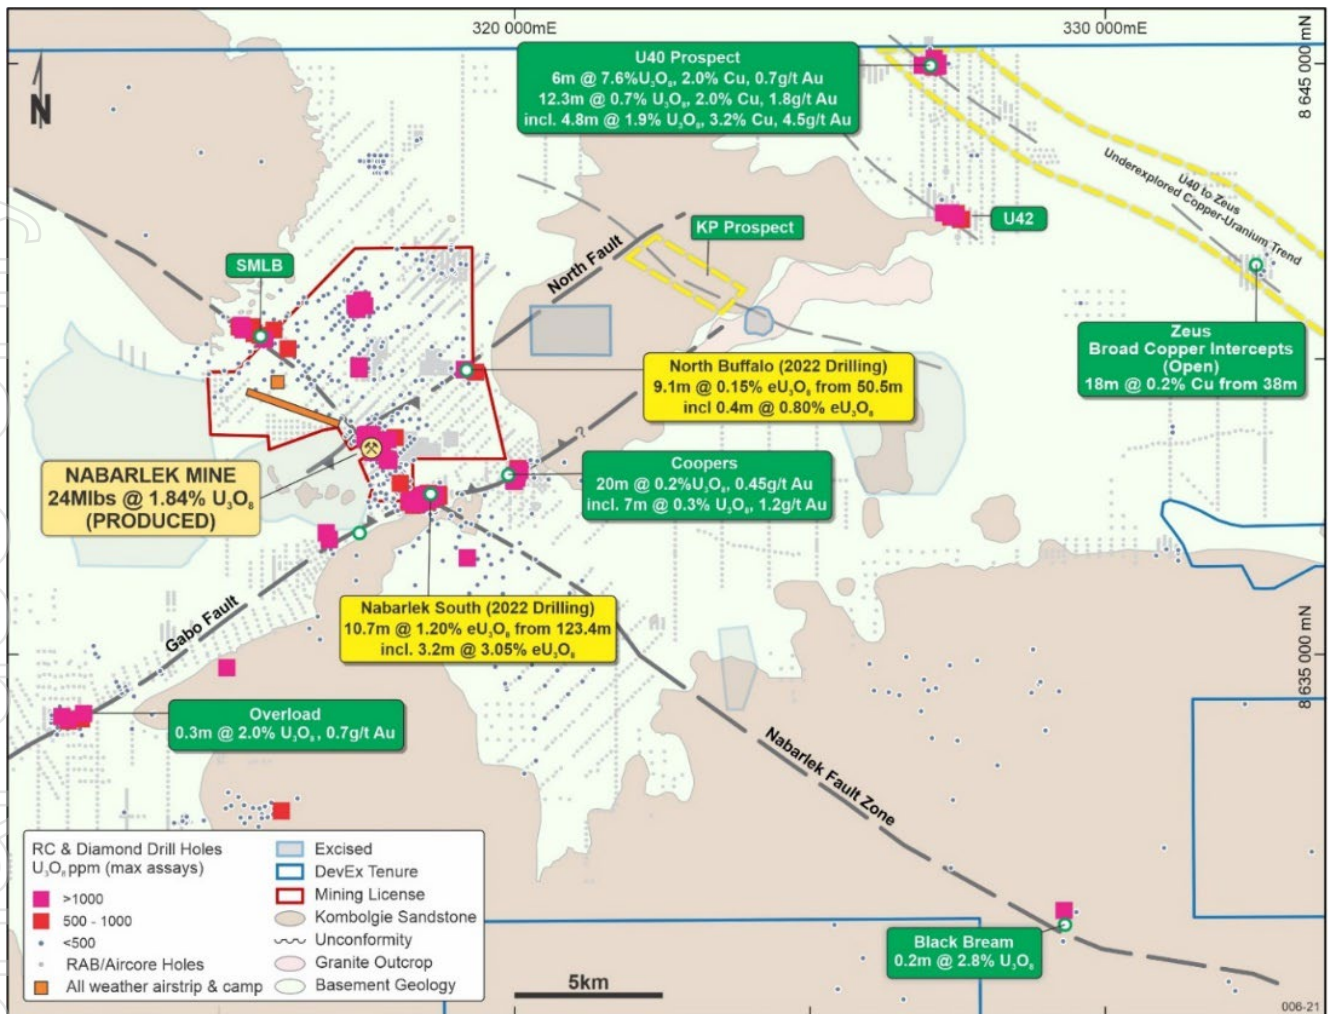 320 000mE
330 000mE
8 645 000 mN
8 635 000 mN
N
U40 Prospect
6m @ 7.6%U₃O₈, 2.0% Cu, 0.7g/t Au
12.3m @ 0.7% U₃O₈, 2.0% Cu, 1.8g/t Au
incl. 4.8m @ 1.9% U₃O₈, 3.2% Cu, 4.5g/t Au
U40 to Zeus
Underexplored Copper-Uranium Trend
U42
KP Prospect
North Fault
SMLB
Zeus
Broad Copper Intercepts
(Open)
18m @ 0.2% Cu from 38m
North Buffalo (2022 Drilling)
9.1m @ 0.15% eU₃O₈ from 50.5m
incl 0.4m @ 0.80% eU₃O₈
?
NABARLEK MINE
24Mlbs @ 1.84% U₃O₈
(PRODUCED)
Coopers
20m @ 0.2%U₃O₈, 0.45g/t Au
incl. 7m @ 0.3% U₃O₈, 1.2g/t Au
Nabarlek South (2022 Drilling)
10.7m @ 1.20% eU₃O₈ from 123.4m
incl. 3.2m @ 3.05% eU₃O₈
Gabo Fault
Overload
0.3m @ 2.0% U₃O₈, 0.7g/t Au
Nabarlek Fault Zone
Black Bream
0.2m @ 2.8% U₃O₈
RC & Diamond Drill Holes
U₃O₈ppm (max assays)
>1000
500 - 1000
<500
RAB/Aircore Holes
All weather airstrip & camp
Excised
DevEx Tenure
Mining License
Kombolgie Sandstone
Unconformity
Granite Outcrop
Basement Geology
5km
006-21